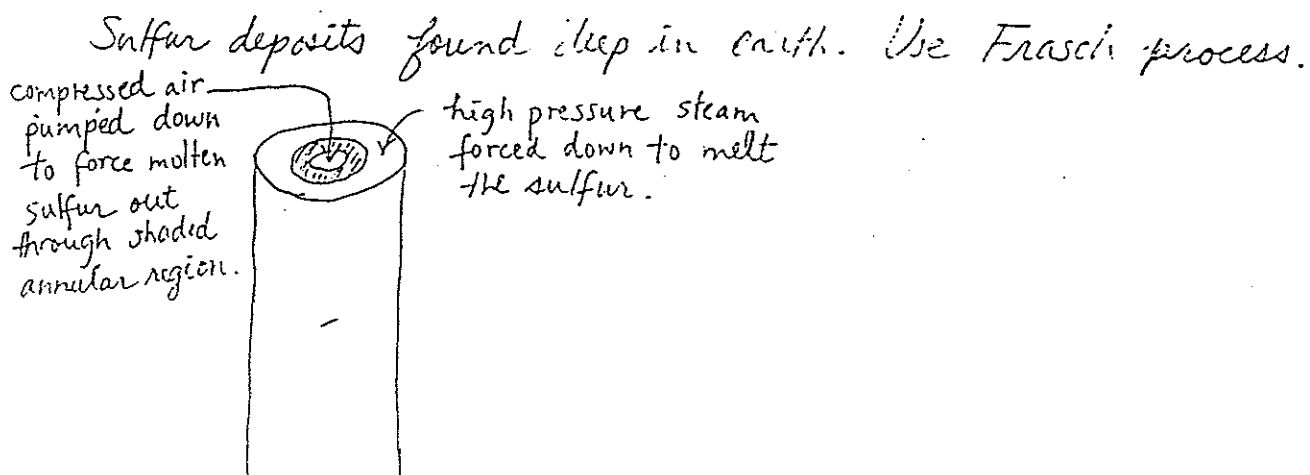 Sulfur deposits found deep in earth. Use Frasch process.
compressed air
pumped down
to force molten
sulfur out
through shaded
annular region.
high pressure steam
forced down to melt
the sulfur.